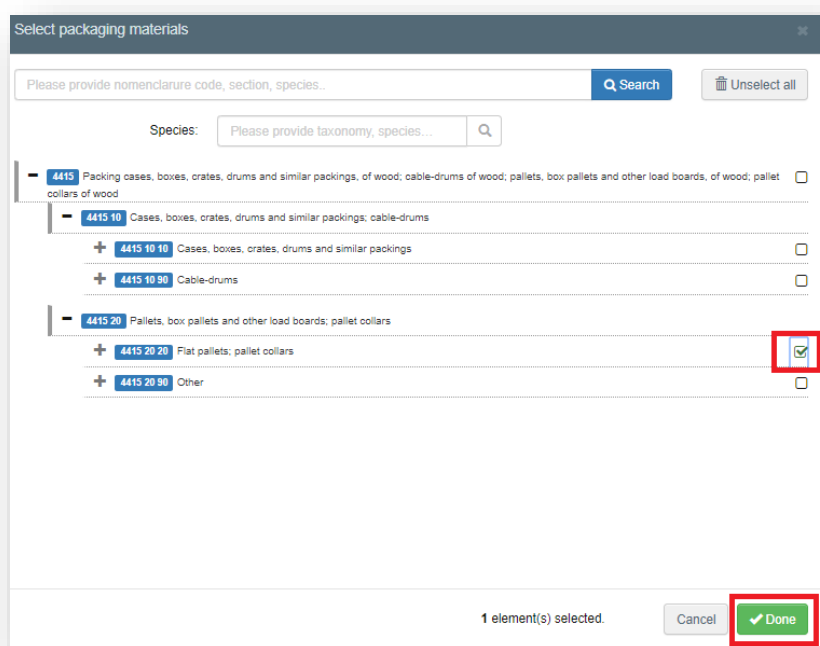 Select packaging materials
Please provide nomenclarure code, section, species..
Search
Unselect all
Species:
Please provide taxonomy, species...
4415 Packing cases, boxes, crates, drums and similar packings, of wood; cable-drums of wood; pallets, box pallets and other load boards, of wood; pallet
collars of wood
4415 10 Cases, boxes, crates, drums and similar packings; cable-drums
4415 10 10 Cases, boxes, crates, drums and similar packings
4415 10 90 Cable-drums
4415 20 Pallets, box pallets and other load boards; pallet collars
4415 20 20 Flat pallets; pallet collars
4415 20 90 Other
1 element(s) selected.
Cancel
Done